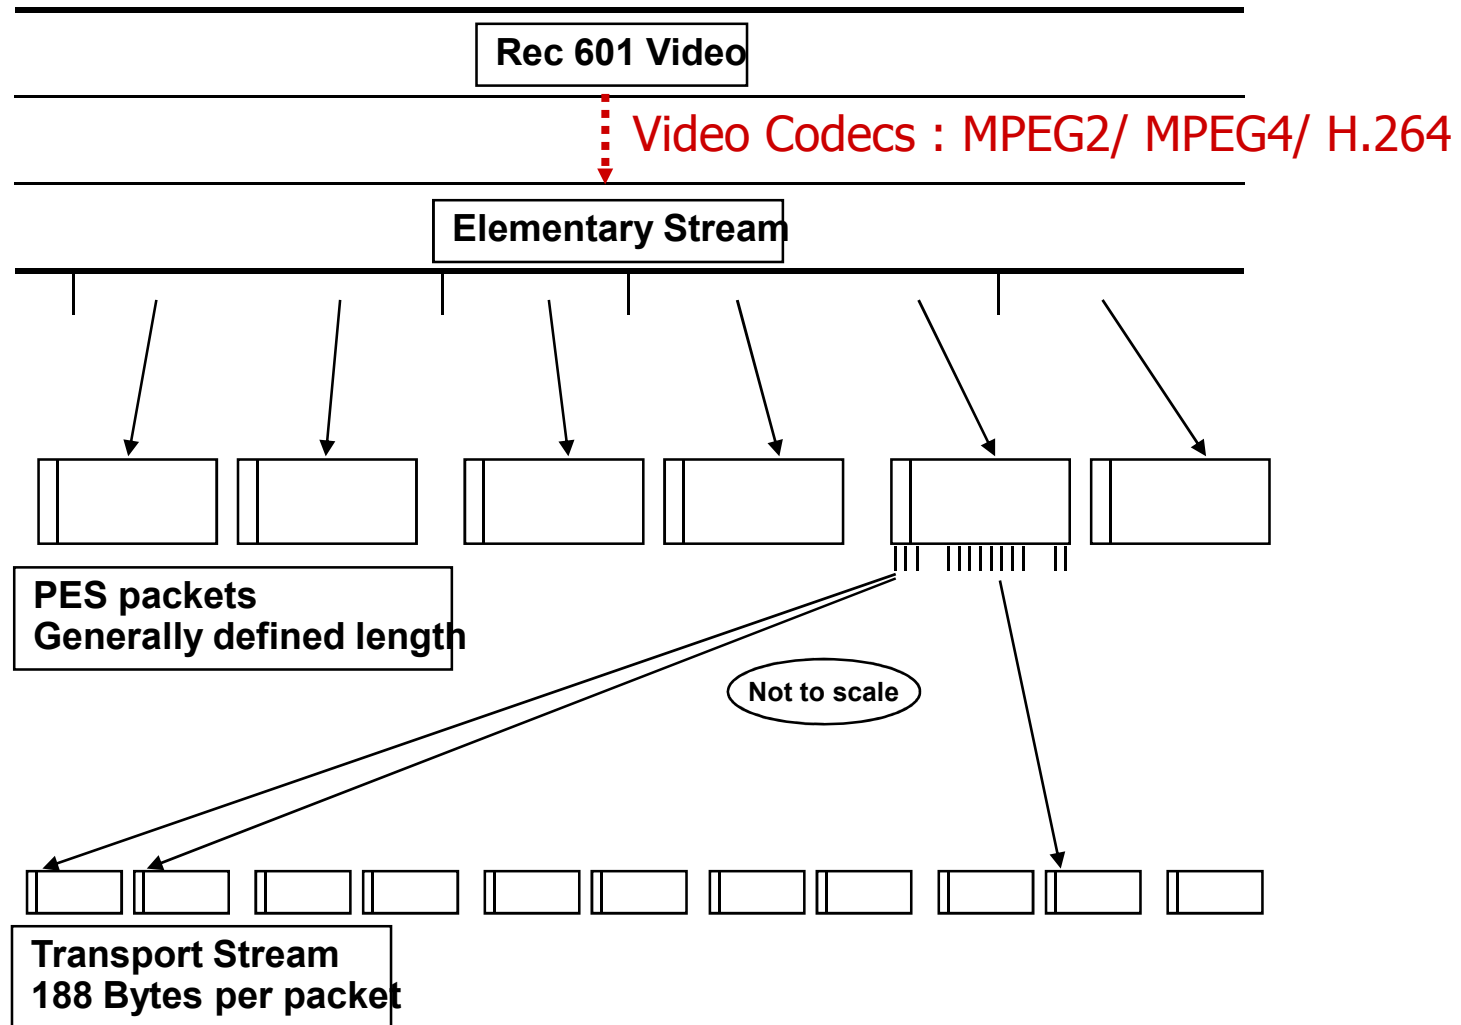 Rec 601 Video
Video Codecs : MPEG2/ MPEG4/ H.264
Elementary Stream
PES packets
Generally defined length
Not to scale
Transport Stream
188 Bytes per packet